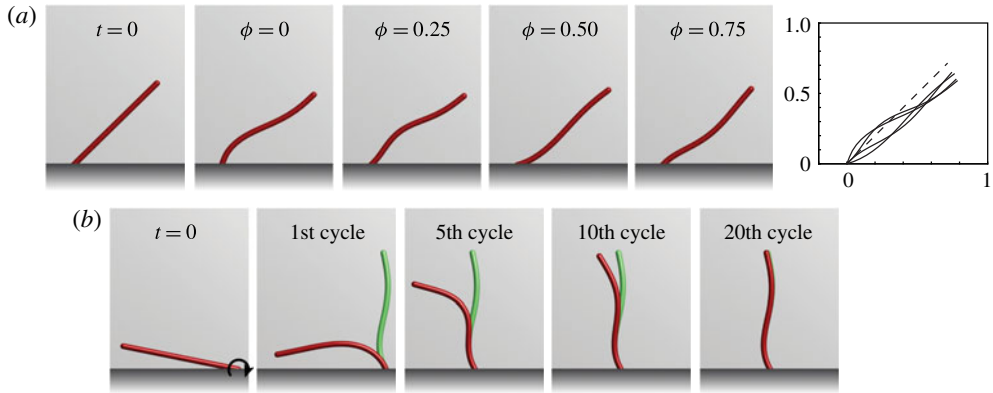 (a)
t = 0
ϕ = 0
ϕ = 0.25
ϕ = 0.50
ϕ = 0.75
1.0
0.5
0
0
1
(b)
t = 0
1st cycle
5th cycle
10th cycle
20th cycle